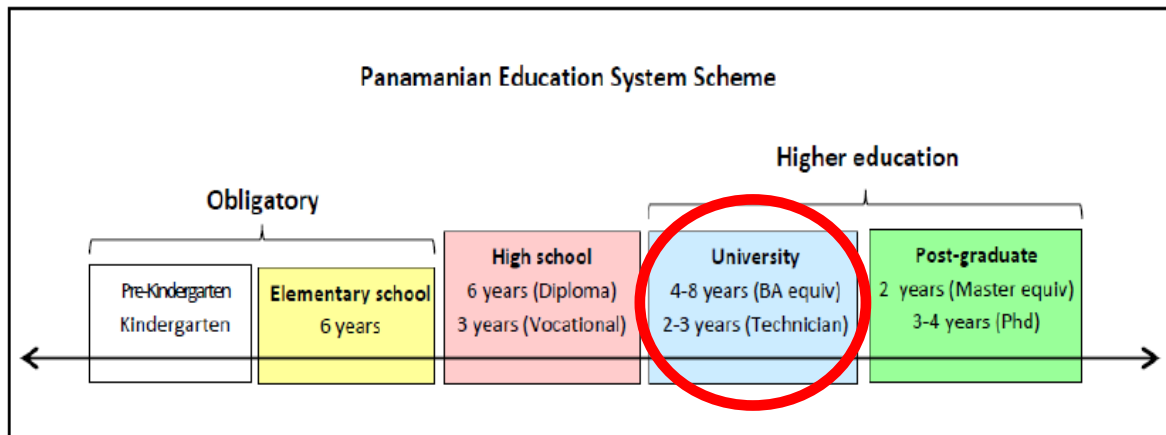 Panamanian Education System Scheme
Higher education
Obligatory
Pre-Kindergarten
Kindergarten
Elementary school
6 years
High school
6 years (Diploma)
3 years (Vocational)
University
4-8 years (BA equiv)
2-3 years (Technician)
Post-graduate
2 years (Master equiv)
3-4 years (Phd)